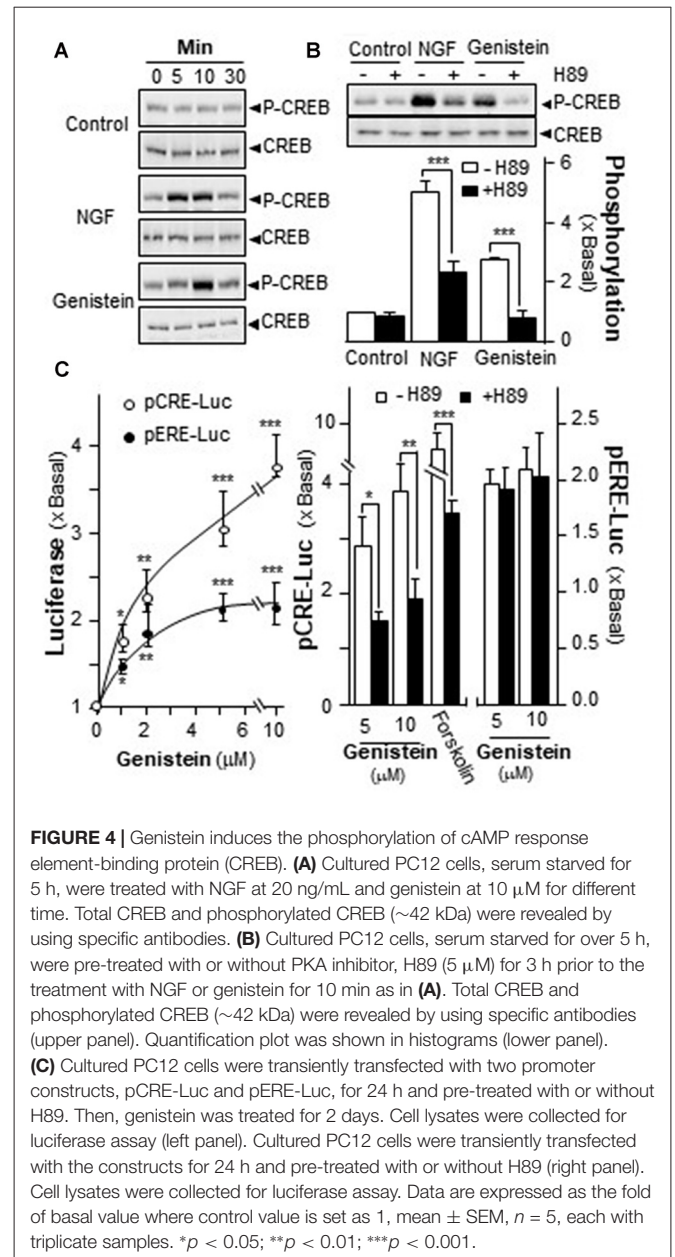 A
Min
0 5 10 30
Control
P-CREB
CREB
NGF
P-CREB
CREB
Genistein
P-CREB
CREB
B
Control NGF Genistein
- + - + - + H89
P-CREB
CREB
*** ***
- H89
+H89
6
4
2
0
Phosphorylation
(x Basal)
Control NGF Genistein
C
pCRE-Luc
pERE-Luc
Luciferase (x Basal)
4
3
2
1
* ** *** ***
* ** *** ***
0 2 4 6 10
Genistein (μM)
- H89 +H89
pCRE-Luc (x Basal)
10
4
2
0
* ** ***
5 10 Forskolin
Genistein
(μM)
5 10
Genistein
(μM)
2.5
2.0
1.5
1.0
0.5
0.0
pERE-Luc
(x Basal)
FIGURE 4 | Genistein induces the phosphorylation of cAMP response
element-binding protein (CREB). (A) Cultured PC12 cells, serum starved for
5 h, were treated with NGF at 20 ng/mL and genistein at 10 μM for different
time. Total CREB and phosphorylated CREB (∼42 kDa) were revealed by
using specific antibodies. (B) Cultured PC12 cells, serum starved for over 5 h,
were pre-treated with or without PKA inhibitor, H89 (5 μM) for 3 h prior to the
treatment with NGF or genistein for 10 min as in (A). Total CREB and
phosphorylated CREB (∼42 kDa) were revealed by using specific antibodies
(upper panel). Quantification plot was shown in histograms (lower panel).
(C) Cultured PC12 cells were transiently transfected with two promoter
constructs, pCRE-Luc and pERE-Luc, for 24 h and pre-treated with or without
H89. Then, genistein was treated for 2 days. Cell lysates were collected for
luciferase assay (left panel). Cultured PC12 cells were transiently transfected
with the constructs for 24 h and pre-treated with or without H89 (right panel).
Cell lysates were collected for luciferase assay. Data are expressed as the fold
of basal value where control value is set as 1, mean ± SEM, n = 5, each with
triplicate samples. *p < 0.05; **p < 0.01; ***p < 0.001.